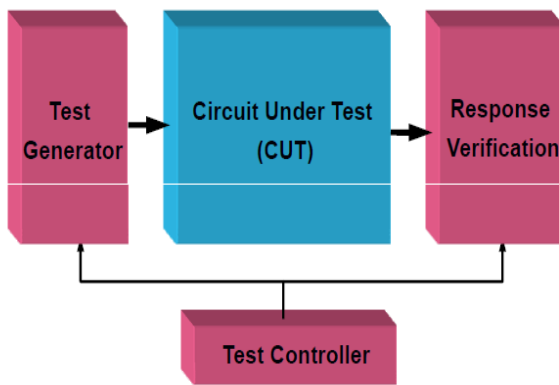 Test
Generator
Circuit Under Test
(CUT)
Response
Verification
Test Controller